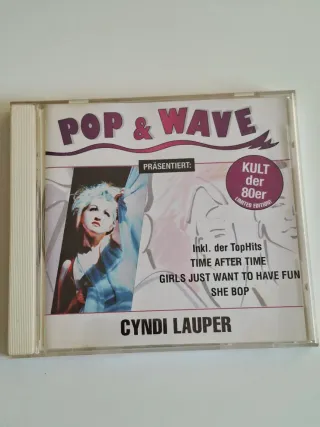 POP & WAVE
PRÄSENTIERT:
KULT
der
80er
LIMITED EDITION!
Inkl. der TopHits
TIME AFTER TIME
GIRLS JUST WANT TO HAVE FUN
SHE BOP
CYNDI LAUPER